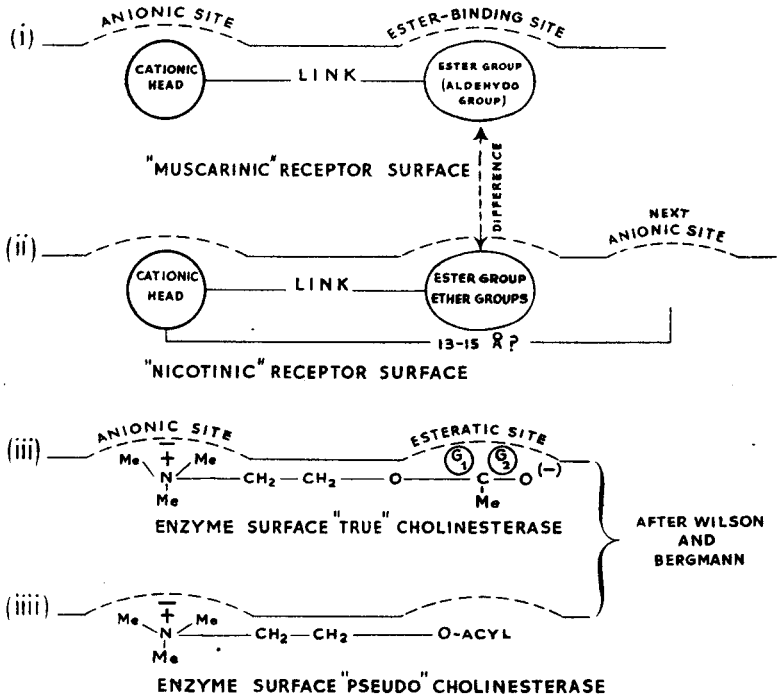 (i) ANIONIC SITE ESTER-BINDING SITE
CATIONIC HEAD LINK ESTER GROUP (ALDEHYDO GROUP)
"MUSCARINIC" RECEPTOR SURFACE
DIFFERENCE
(ii) NEXT ANIONIC SITE
CATIONIC HEAD LINK ESTER GROUP ETHER GROUPS
13-15 Å?
"NICOTINIC" RECEPTOR SURFACE
(iii) ANIONIC SITE ESTERATIC SITE
− G1 G2
Me + Me
N CH2—CH2 O C O(−)
Me Me
ENZYME SURFACE "TRUE" CHOLINESTERASE
AFTER WILSON
AND
BERGMANN
(iiii) −
Me + Me
N CH2—CH2 O-ACYL
Me
ENZYME SURFACE "PSEUDO" CHOLINESTERASE